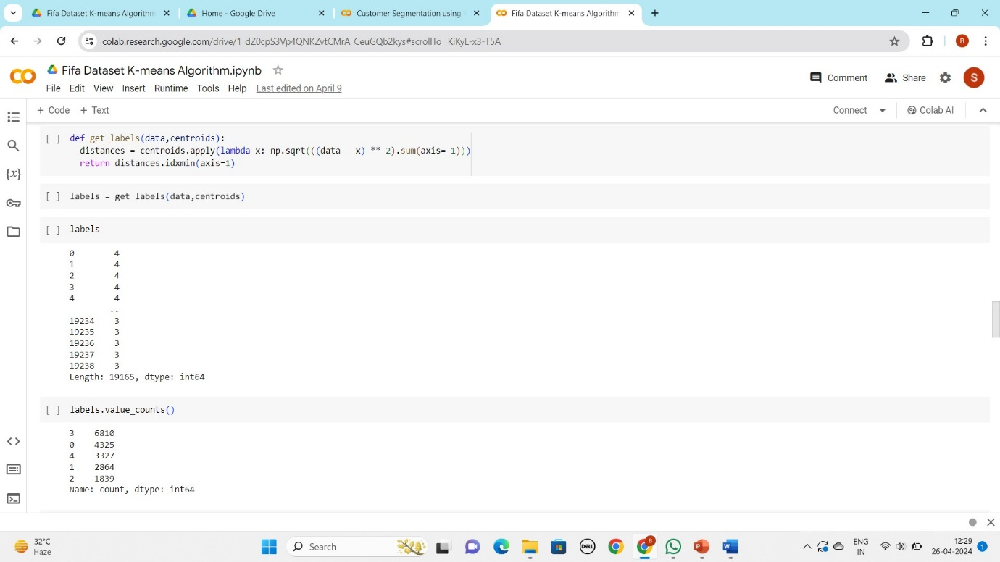 Fifa Dataset K-means Algorithm
Home - Google Drive
Customer Segmentation using
Fifa Dataset K-means Algorithm
colab.research.google.com/drive/1_dZ0cpS3Vp4QNKZvtCMrA_CeuGQb2kys#scrollTo=KiKyL-x3-T5A
B
CO
Fifa Dataset K-means Algorithm.ipynb
Comment
Share
S
File Edit View Insert Runtime Tools Help Last edited on April 9
+ Code + Text
Connect
Colab AI
[ ] def get_labels(data,centroids):
distances = centroids.apply(lambda x: np.sqrt(((data - x) ** 2).sum(axis= 1)))
return distances.idxmin(axis=1)
[ ] labels = get_labels(data,centroids)
[ ] labels
0 4
1 4
2 4
3 4
4 4
..
19234 3
19235 3
19236 3
19237 3
19238 3
Length: 19165, dtype: int64
[ ] labels.value_counts()
3 6810
0 4325
4 3327
1 2864
2 1839
Name: count, dtype: int64
32°C
Haze
Search
DELL
B
P
W
ENG
IN
12:29
26-04-2024
1